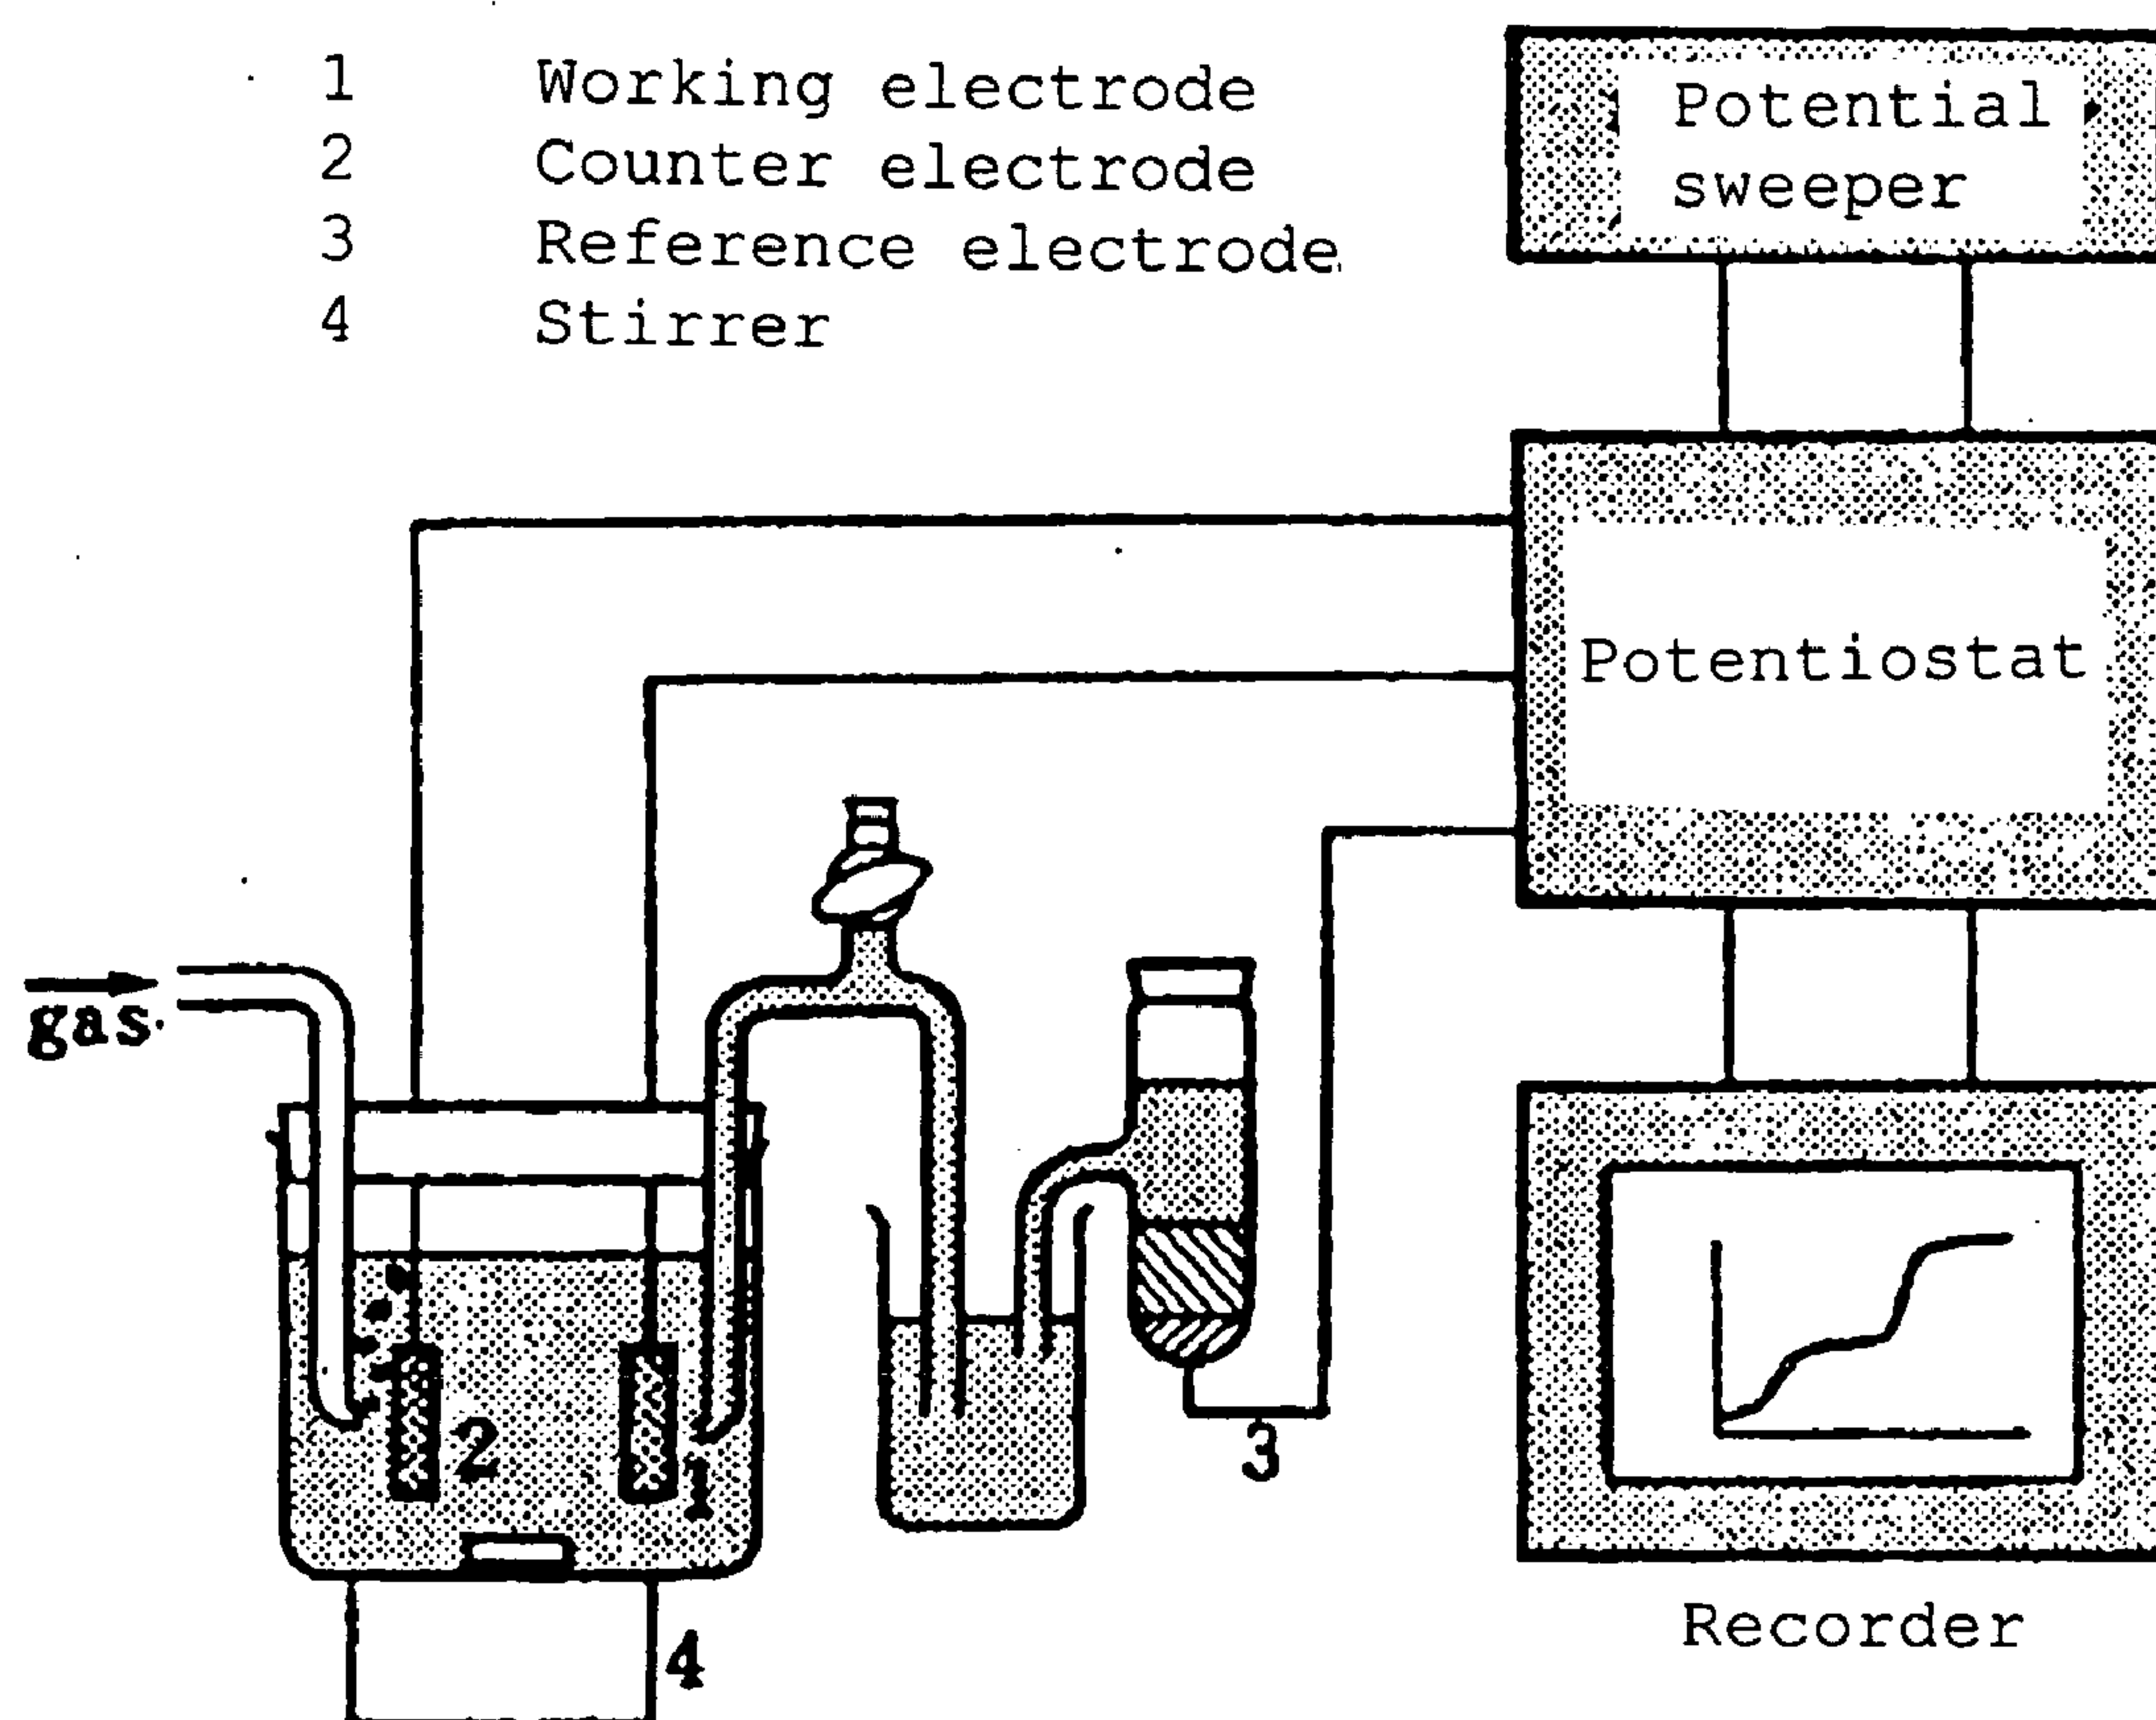 1 Working electrode
2 Counter electrode
3 Reference electrode
4 Stirrer
Potential
sweeper
Potentiostat
gas
2
1
3
4
Recorder